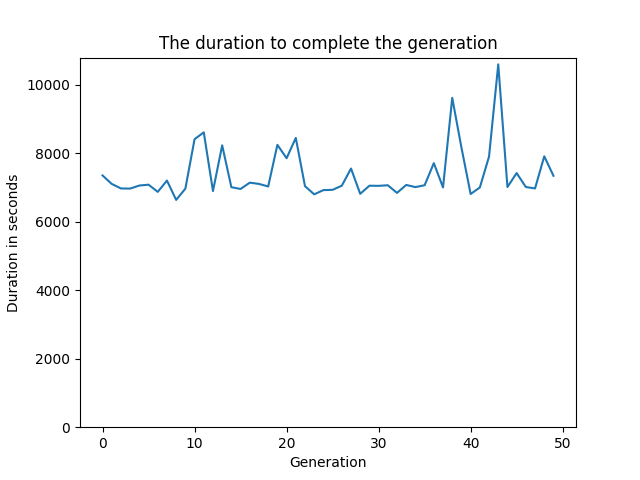 The duration to complete the generation
10000
8000
6000
4000
2000
0
Duration in seconds
0 10 20 30 40 50
Generation